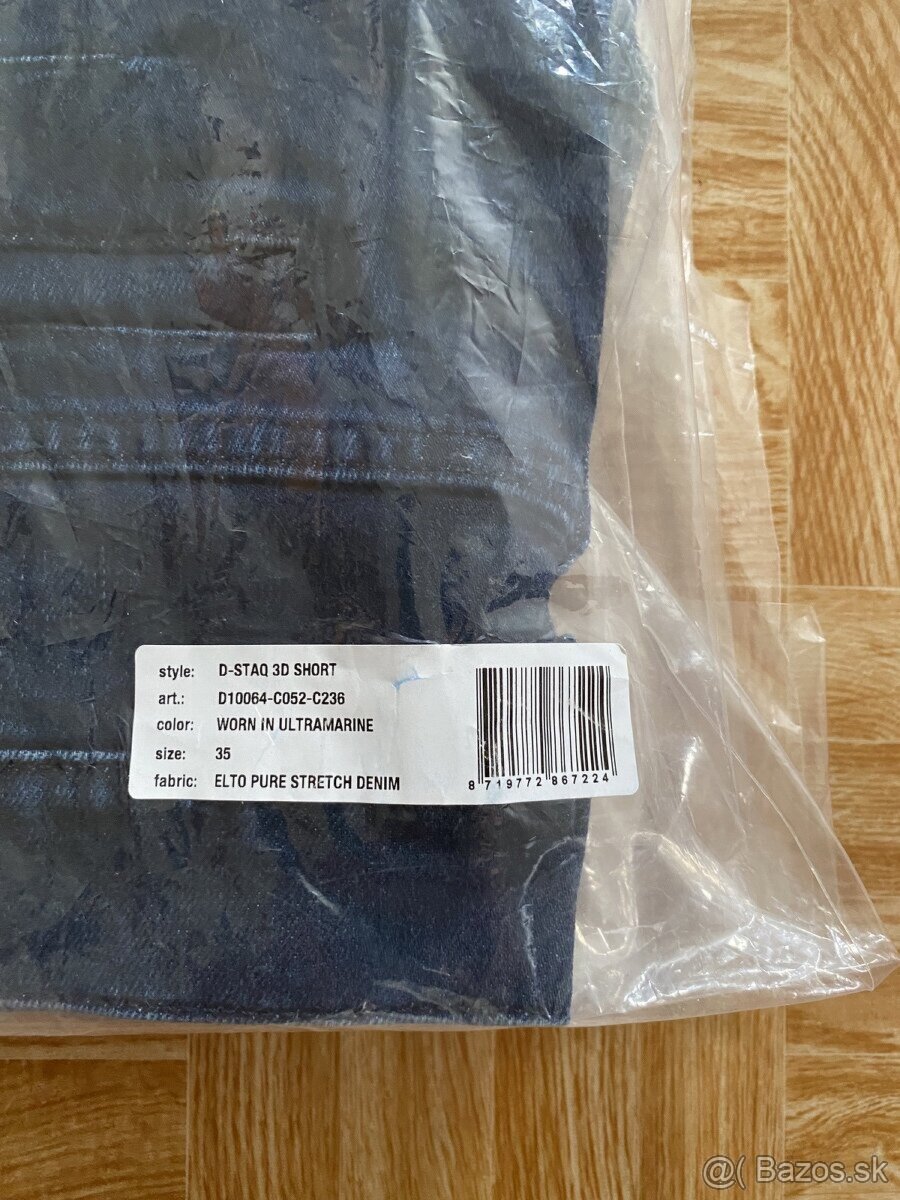 style: D-STAQ 3D SHORT
art.: D10064-C052-C236
color: WORN IN ULTRAMARINE
size: 35
fabric: ELTO PURE STRETCH DENIM
8 719772 867224
@( Bazos.sk